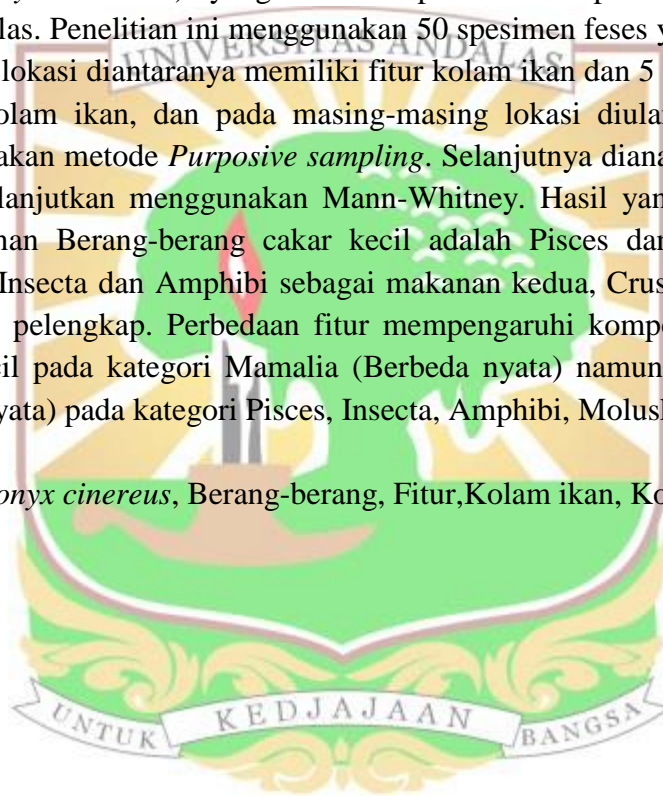 las. Penelitian ini menggunakan 50 spesimen feses y
UNIVERSITAS ANDALAS
lokasi diantaranya memiliki fitur kolam ikan dan 5
olam ikan, dan pada masing-masing lokasi diula
akan metode Purposive sampling. Selanjutnya diana
lanjutkan menggunakan Mann-Whitney. Hasil yan
nan Berang-berang cakar kecil adalah Pisces dan
Insecta dan Amphibi sebagai makanan kedua, Crus
pelengkap. Perbedaan fitur mempengaruhi kompo
cil pada kategori Mamalia (Berbeda nyata) namun
yata) pada kategori Pisces, Insecta, Amphibi, Molusk
onyx cinereus, Berang-berang, Fitur,Kolam ikan, Ko
UNTUK KEDJAJAAN BANGSA